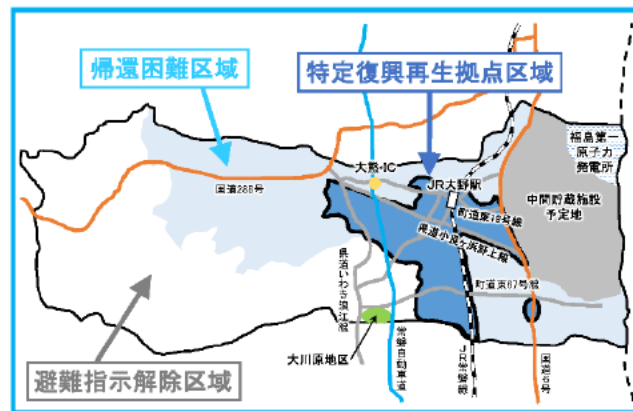 帰還困難区域
特定復興再生拠点区域
福島第一
原子力
発電所
大熊IC
JR大野駅
国道288号
中間貯蔵施設
予定地
町道東18号線
県道小良ヶ浜野上線
県道いわき浪江線
町道東67号線
大川原地区
常磐自動車道
JR常磐線
国道6号
避難指示解除区域